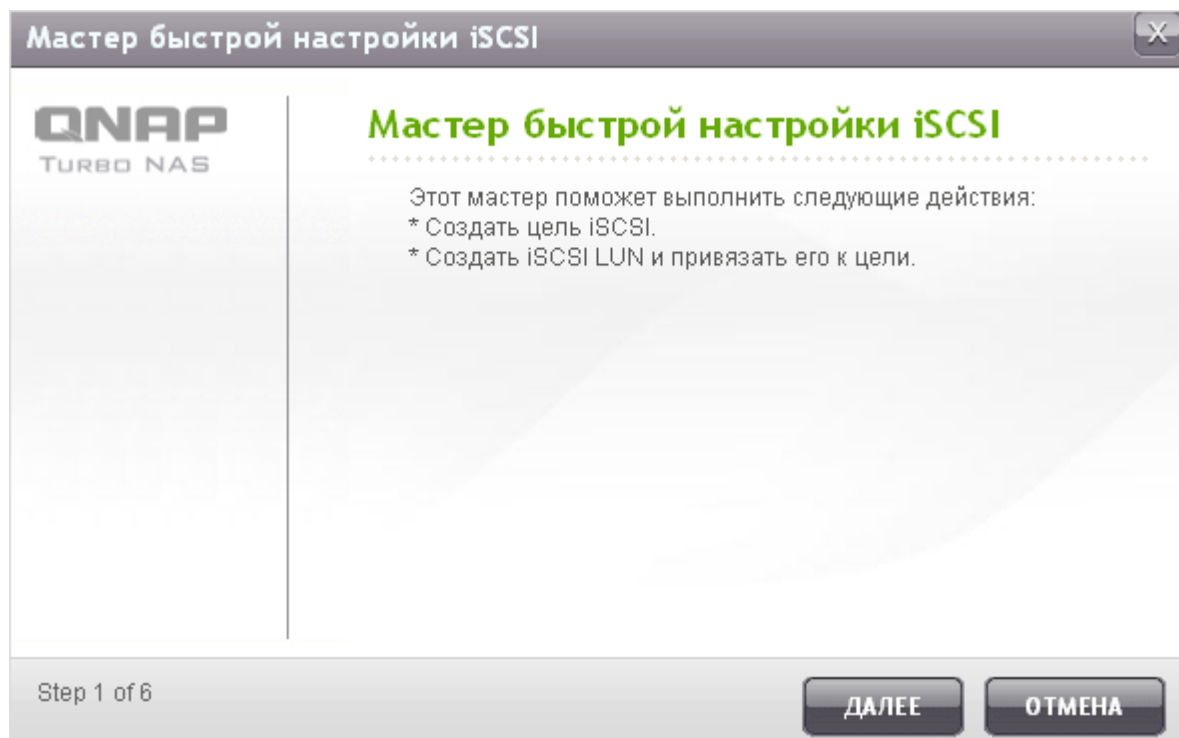 Мастер быстрой настройки iSCSI
X
QNAP
TURBO NAS
Мастер быстрой настройки iSCSI
Этот мастер поможет выполнить следующие действия:
* Создать цель iSCSI.
* Создать iSCSI LUN и привязать его к цели.
Step 1 of 6
ДАЛЕЕ
ОТМЕНА